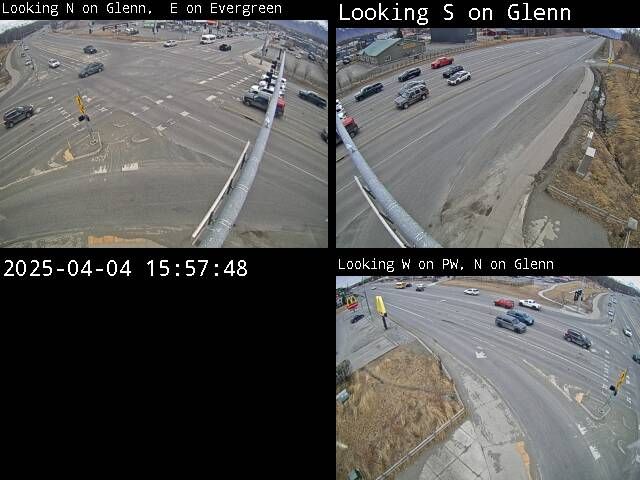 Looking N on Glenn,  E on Evergreen
Looking S on Glenn
2025-04-04 15:57:48
Looking W on PW, N on Glenn